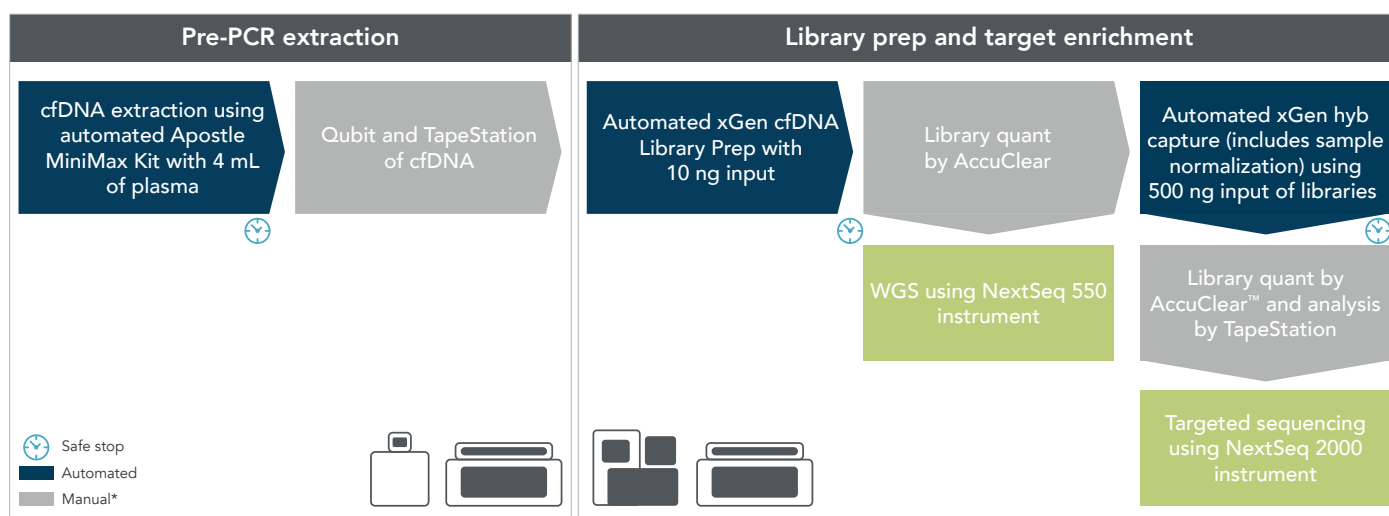 Pre-PCR extraction
Library prep and target enrichment
cfDNA extraction using
automated Apostle
MiniMax Kit with 4 mL
of plasma
Qubit and TapeStation
of cfDNA
Automated xGen cfDNA
Library Prep with
10 ng input
Library quant
by AccuClear
Automated xGen hyb
capture (includes sample
normalization) using
500 ng input of libraries
WGS using NextSeq 550
instrument
Library quant by
AccuClear™ and analysis
by TapeStation
Targeted sequencing
using NextSeq 2000
instrument
Safe stop
Automated
Manual*